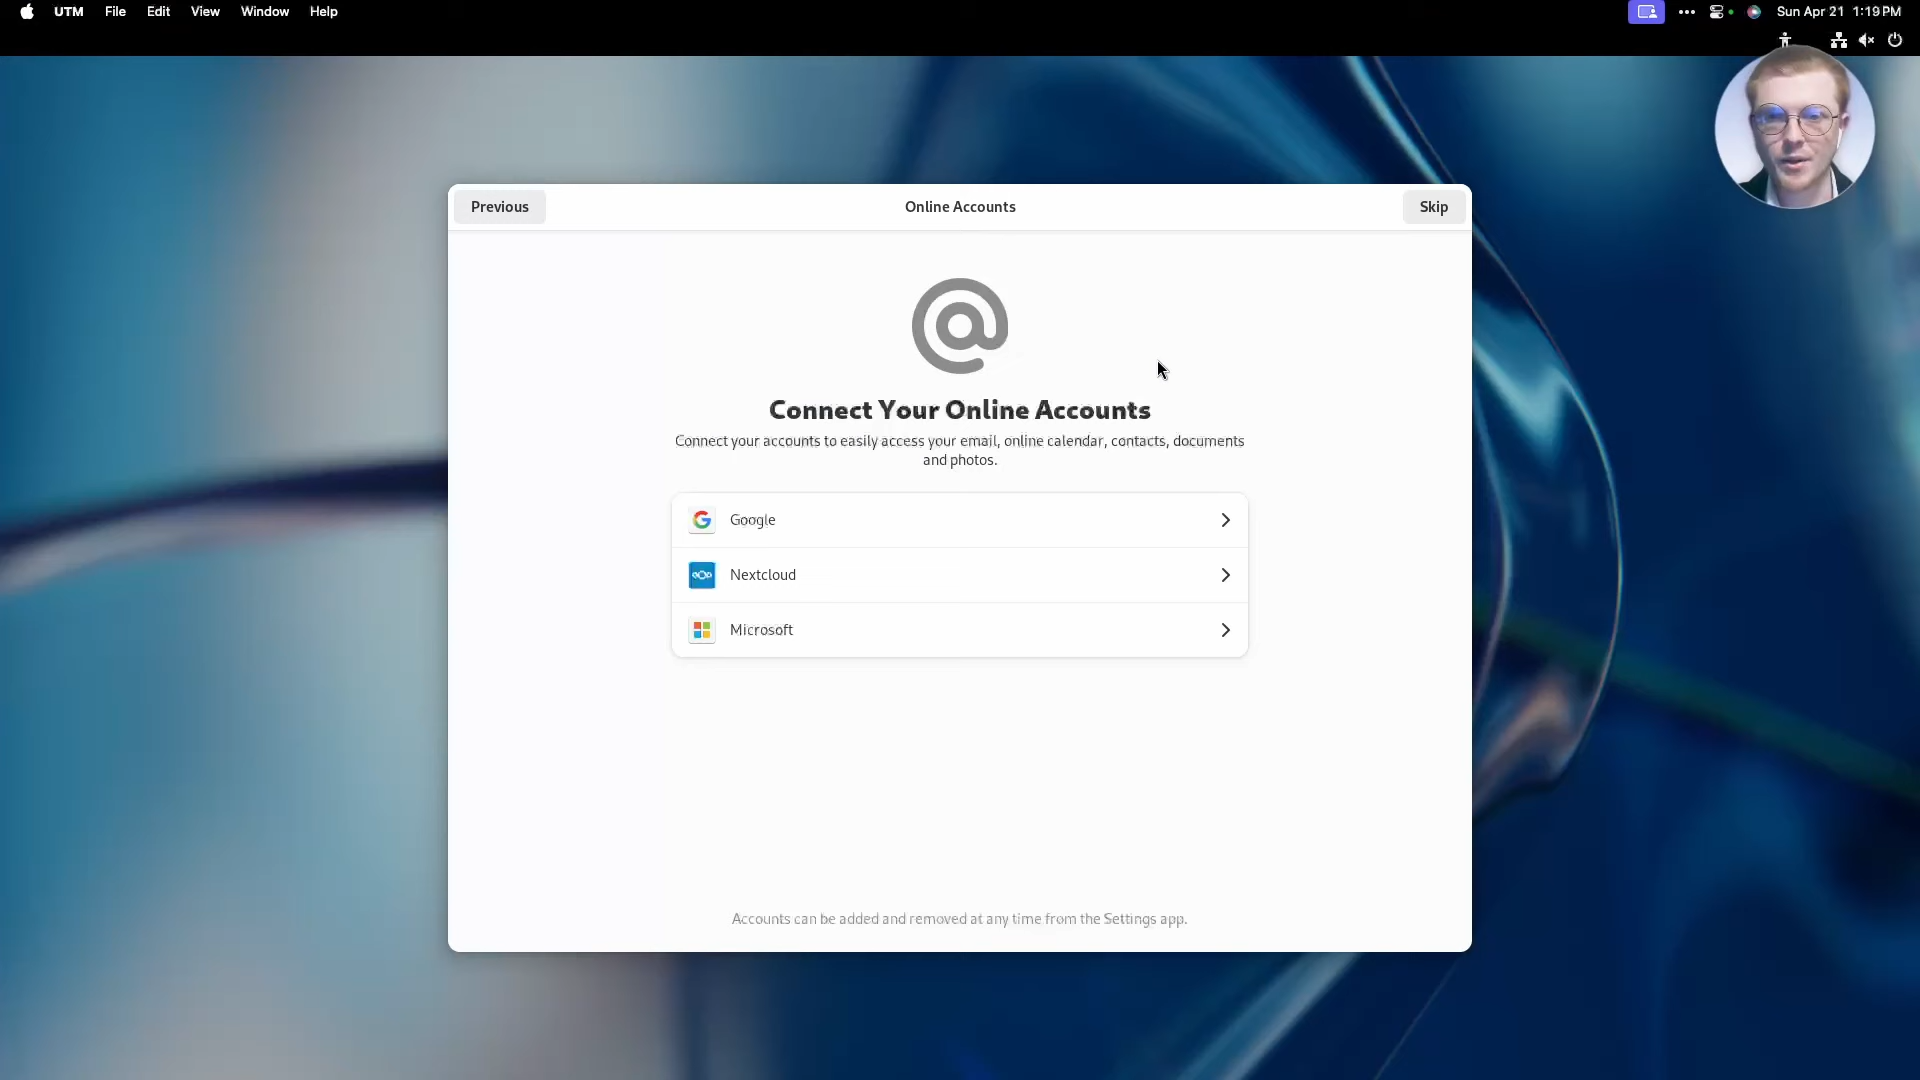 UTM File Edit View Window Help Sun Apr 21 1:19 PM
Previous Online Accounts Skip
Connect Your Online Accounts
Connect your accounts to easily access your email, online calendar, contacts, documents
and photos.
Google
Nextcloud
Microsoft
Accounts can be added and removed at any time from the Settings app.